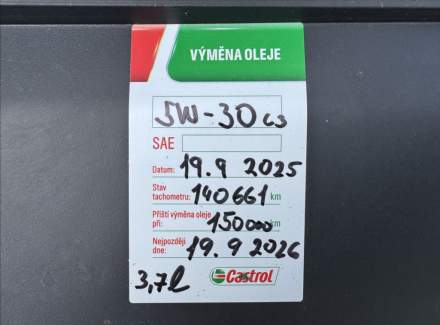 VÝMĚNA OLEJE
5W-30 C3
SAE
Datum: 19.9 2025
Stav
tachometru: 140661 km
Příští výměna oleje
při: 150000 km
Nejpozději
dne: 19.9 2026
3,7l Castrol